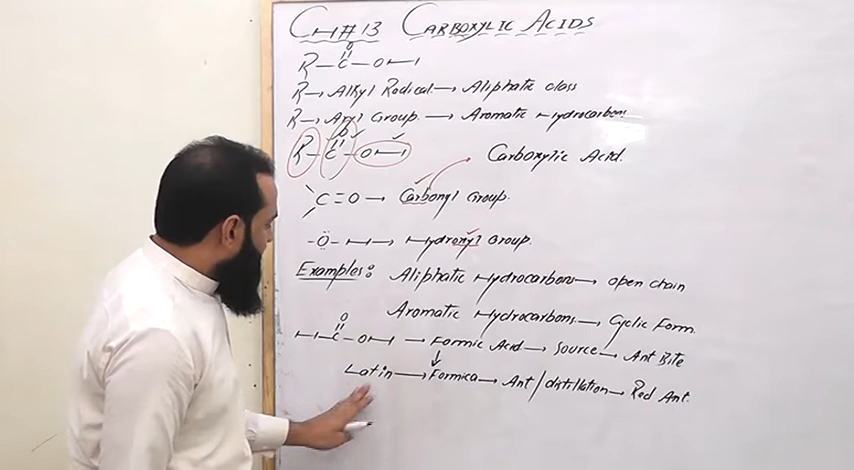 CH#13 CARBOXYLIC ACIDS
O
R-C-O-H
R→ Alkyl Radical → Aliphatic class
R→ Aryl Group → Aromatic Hydrocarbons
O
R-C-O-H Carboxylic Acid.
C=O → Carbonyl Group.
-O-H → Hydroxyl Group.
Examples: Aliphatic Hydrocarbons → open chain
Aromatic Hydrocarbons → Cyclic Form.
O
H-C-O-H → Formic Acid → Source → Ant Bite
Latin → Formica → Ant/distillation → Red Ant.